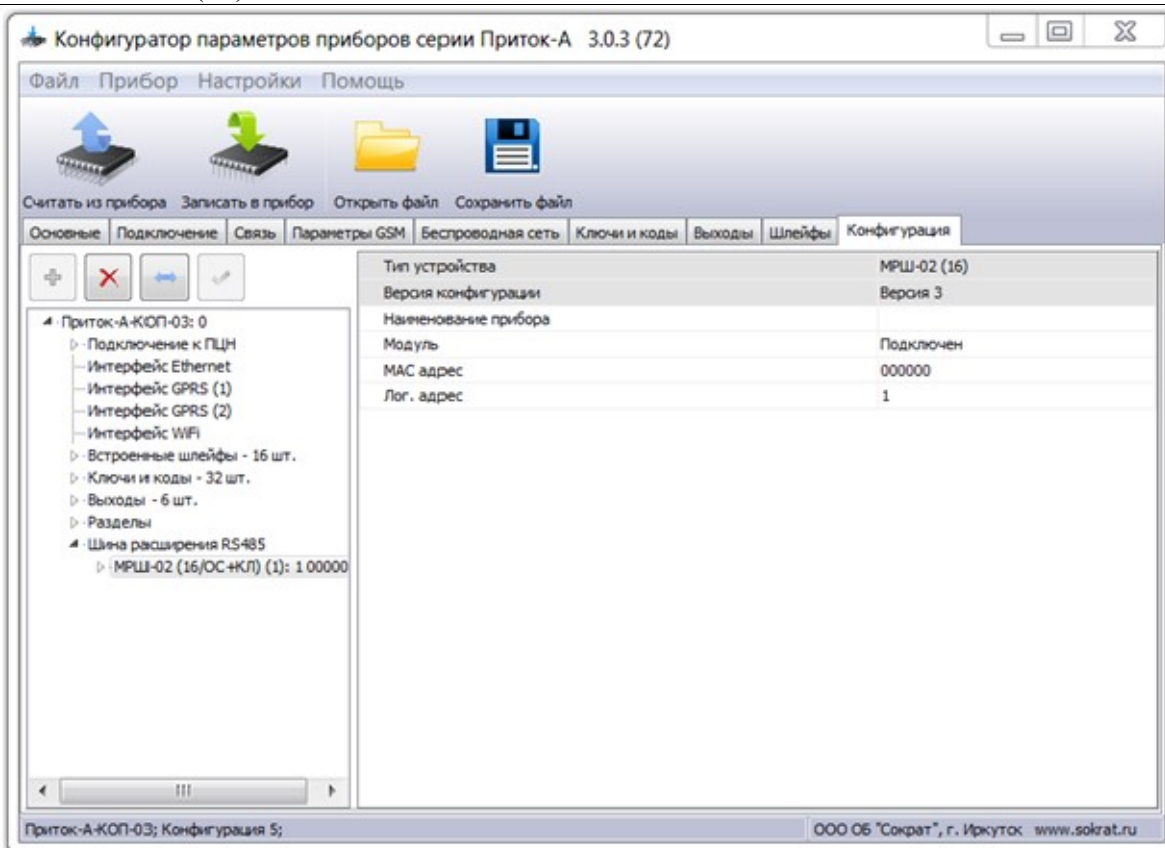 Конфигуратор параметров приборов серии Приток-А 3.0.3 (72)
Файл Прибор Настройки Помощь
Считать из прибора Записать в прибор Открыть файл Сохранить файл
Основные Подключение Связь Параметры GSM Беспроводная сеть Ключи и коды Выходы Шлейфы Конфигурация
Тип устройства МРШ-02 (16)
Версия конфигурации Версия 3
Наименование прибора
Модуль Подключен
MAC адрес 000000
Лог. адрес 1
Приток-А-КОП-03: 0
Подключение к ПЦН
Интерфейс Ethernet
Интерфейс GPRS (1)
Интерфейс GPRS (2)
Интерфейс WiFi
Встроенные шлейфы - 16 шт.
Ключи и коды - 32 шт.
Выходы - 6 шт.
Разделы
Шина расширения RS485
МРШ-02 (16/ОС+КЛ) (1): 1 00000
Приток-А-КОП-03; Конфигурация 5; ООО ОБ "Сократ", г. Иркутск www.sokrat.ru